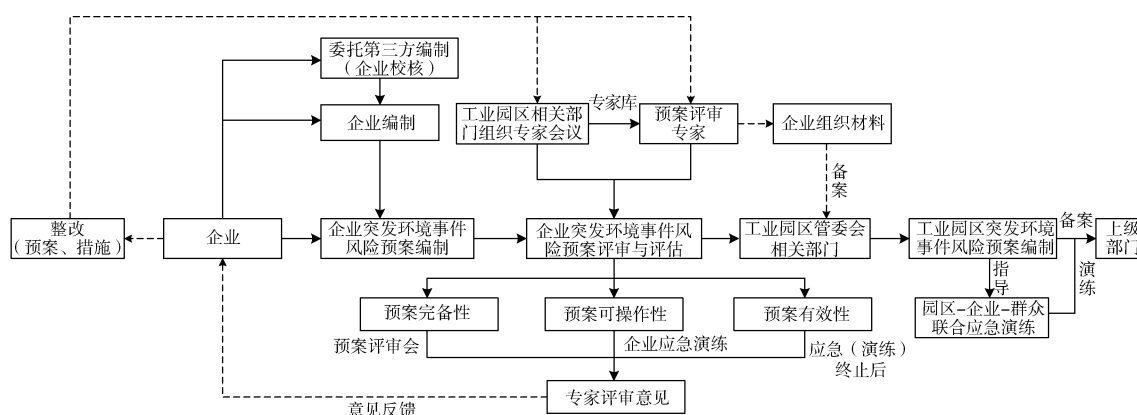 委托第三方编制
（企业校核）
企业编制
工业园区相关部
门组织专家会议
专家库
预案评审
专家
企业组织材料
备案
整改
（预案、措施）
企业
企业突发环境事件
风险预案编制
企业突发环境事件风
险预案评审与评估
工业园区管委会
相关部门
工业园区突发环境
事件风险预案编制
备案
上级
部门
指导
演练
园区-企业-群众
联合应急演练
预案完备性
预案可操作性
预案有效性
预案评审会
企业应急演练
应急（演练）
终止后
专家评审意见
意见反馈